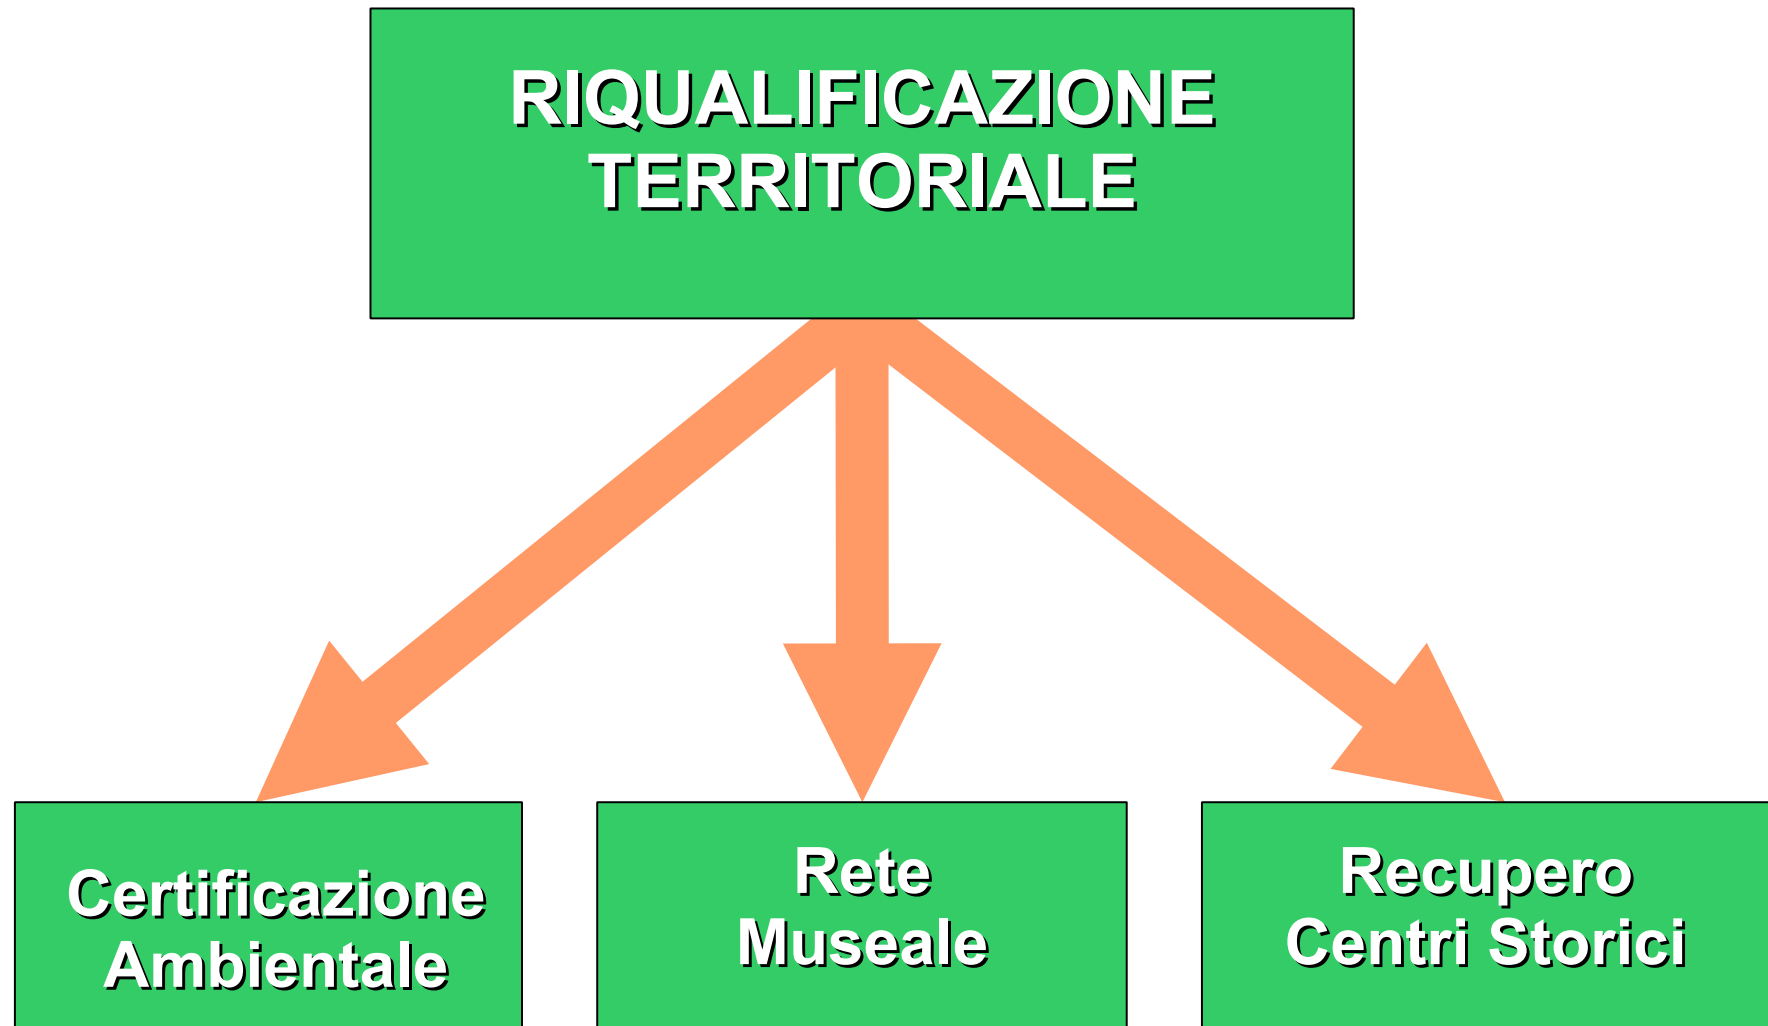 RIQUALIFICAZIONE
TERRITORIALE
Certificazione
Ambientale
Rete
Museale
Recupero
Centri Storici